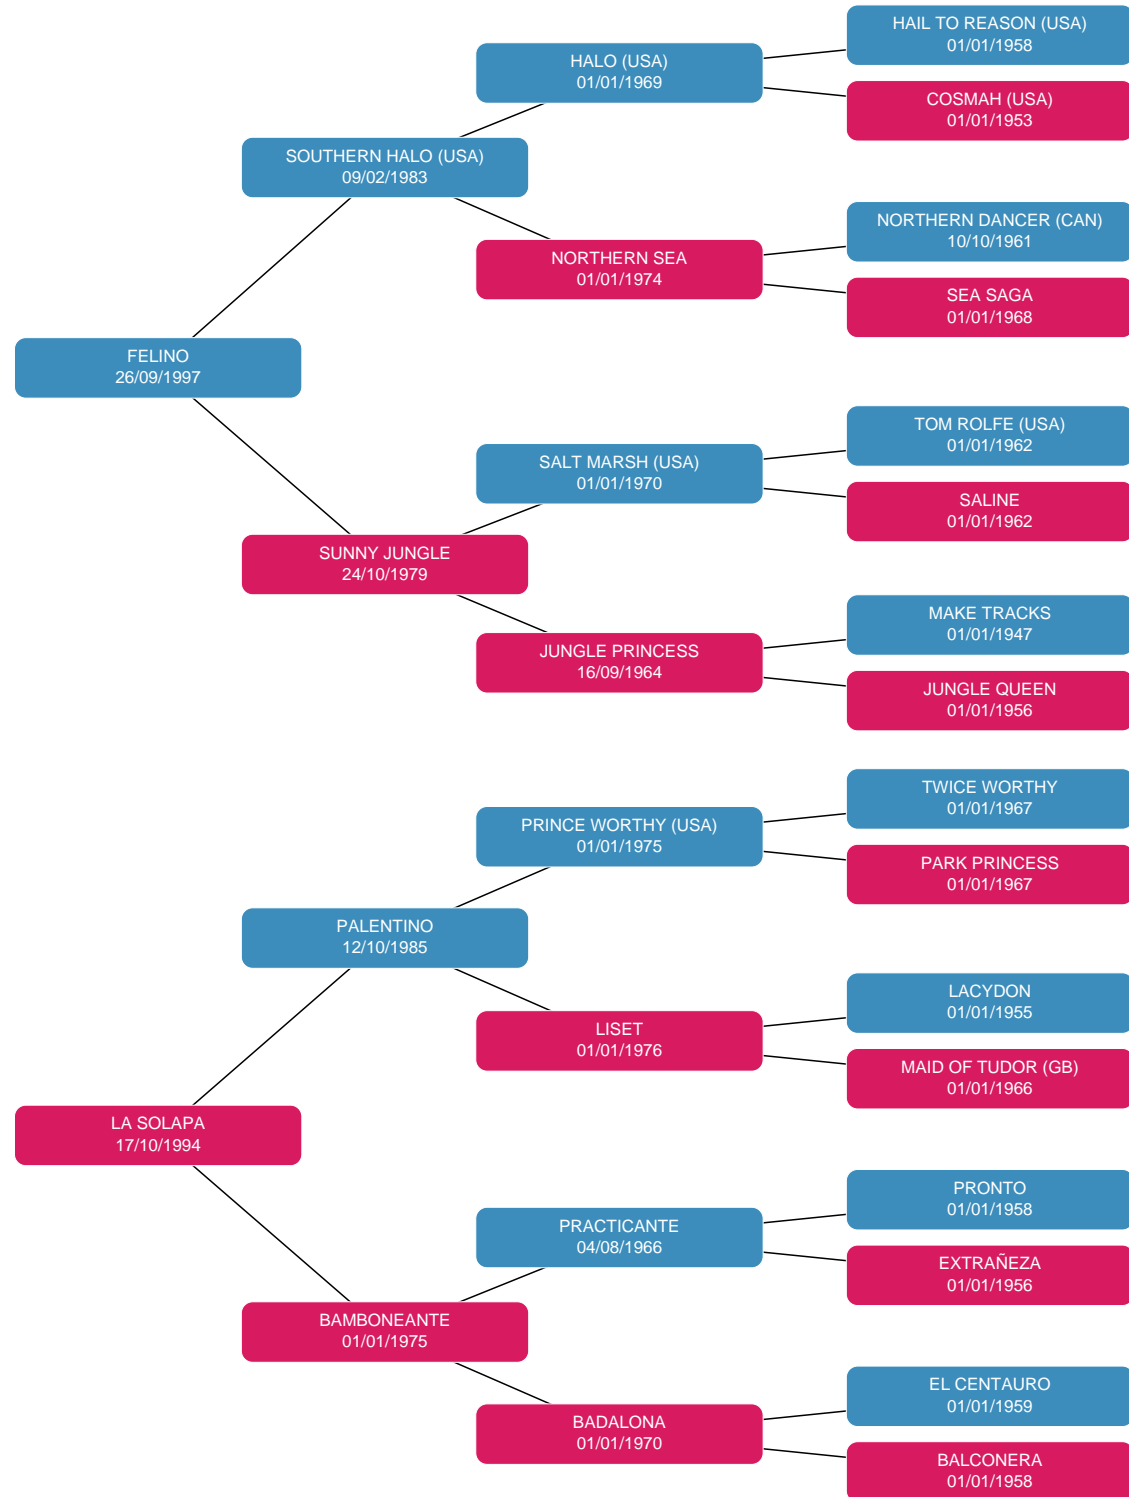 HAIL TO REASON (USA)
01/01/1958
HALO (USA)
01/01/1969
COSMAH (USA)
01/01/1953
SOUTHERN HALO (USA)
09/02/1983
NORTHERN DANCER (CAN)
10/10/1961
NORTHERN SEA
01/01/1974
SEA SAGA
01/01/1968
FELINO
26/09/1997
TOM ROLFE (USA)
01/01/1962
SALT MARSH (USA)
01/01/1970
SALINE
01/01/1962
SUNNY JUNGLE
24/10/1979
MAKE TRACKS
01/01/1947
JUNGLE PRINCESS
16/09/1964
JUNGLE QUEEN
01/01/1956
TWICE WORTHY
01/01/1967
PRINCE WORTHY (USA)
01/01/1975
PARK PRINCESS
01/01/1967
PALENTINO
12/10/1985
LACYDON
01/01/1955
LISET
01/01/1976
MAID OF TUDOR (GB)
01/01/1966
LA SOLAPA
17/10/1994
PRONTO
01/01/1958
PRACTICANTE
04/08/1966
EXTRAÑEZA
01/01/1956
BAMBONEANTE
01/01/1975
EL CENTAURO
01/01/1959
BADALONA
01/01/1970
BALCONERA
01/01/1958